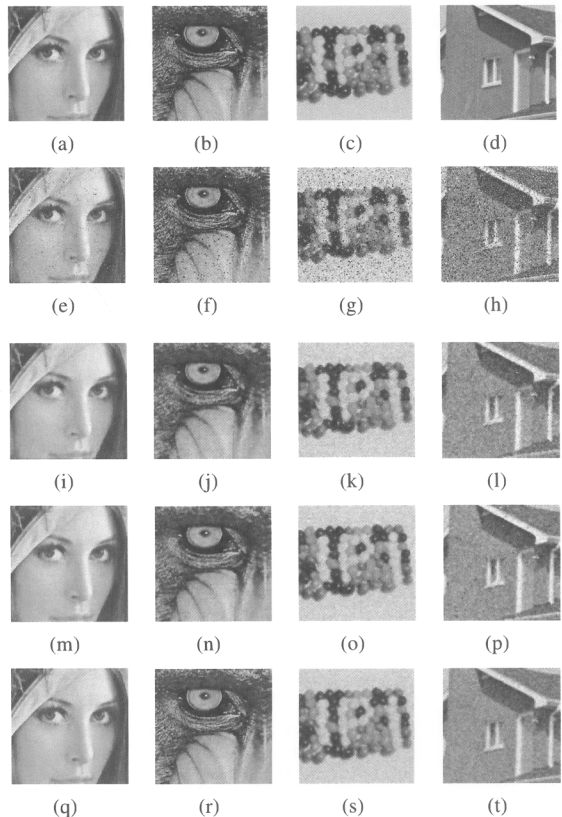 (a) (b) (c) (d)
(e) (f) (g) (h)
(i) (j) (k) (l)
(m) (n) (o) (p)
(q) (r) (s) (t)